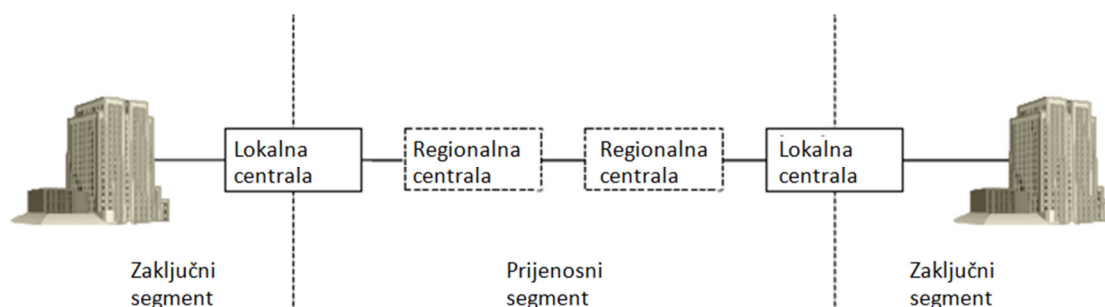 Lokalna
centrala
Regionalna
centrala
Regionalna
centrala
Lokalna
centrala
Zaključni
segment
Prijenosni
segment
Zaključni
segment